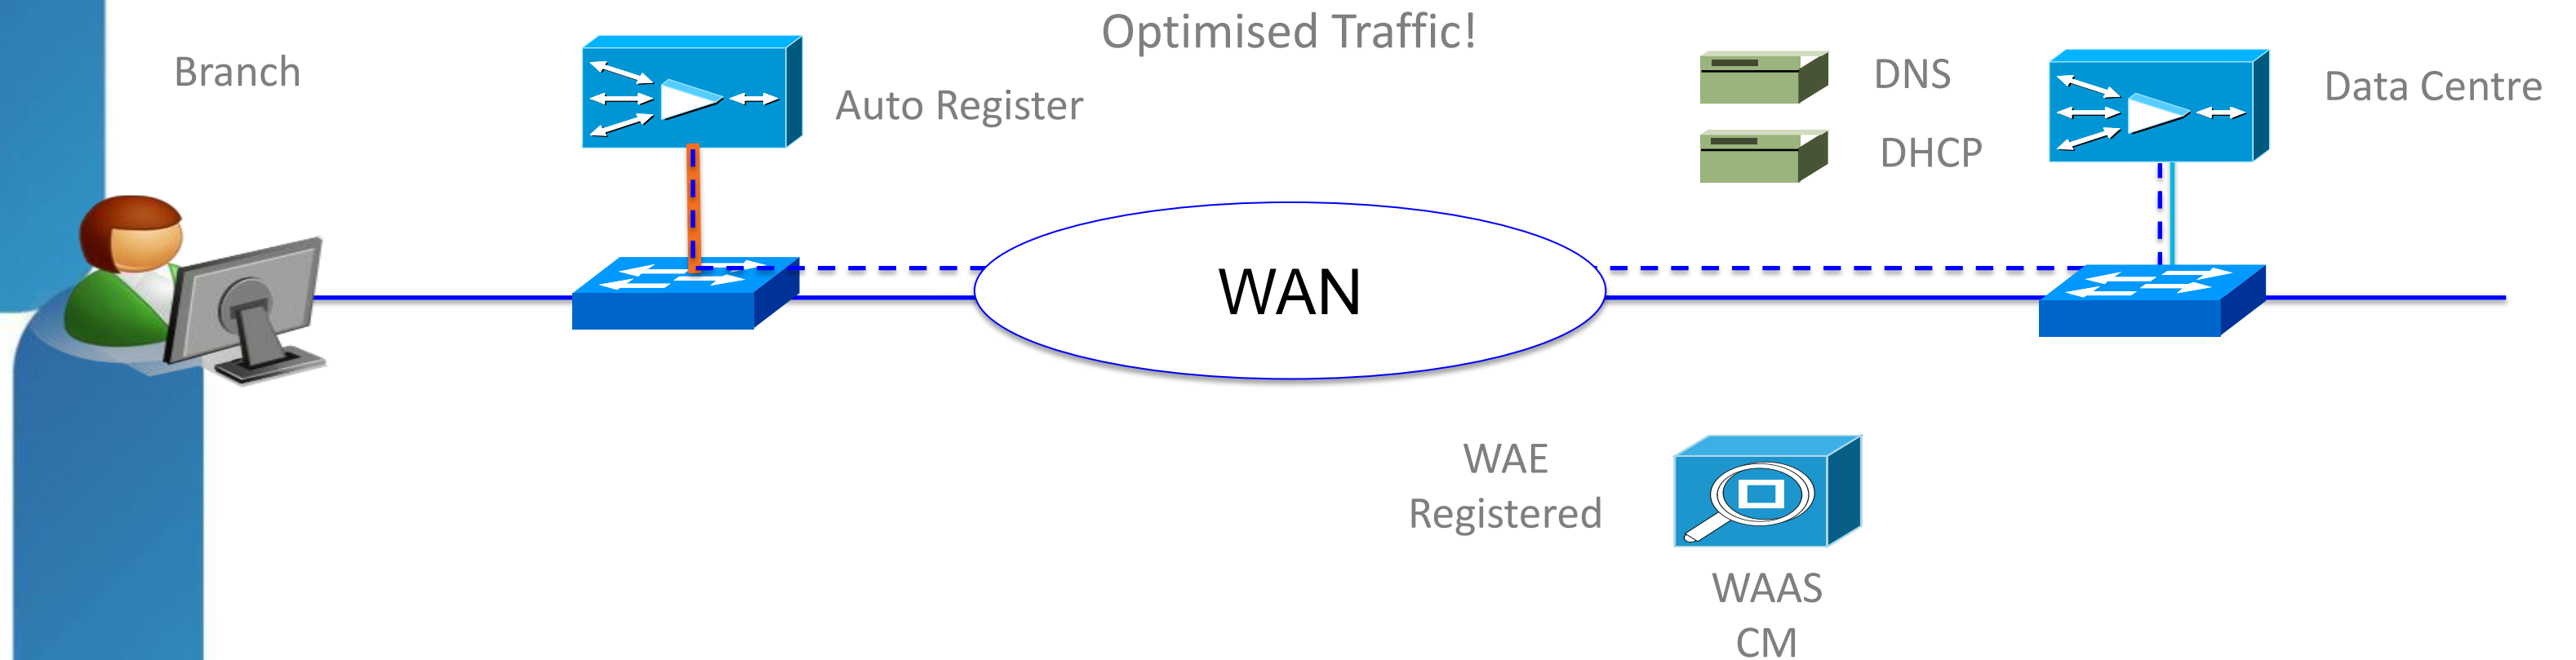 Optimised Traffic!
Branch
Auto Register
DNS
DHCP
Data Centre
WAN
WAE
Registered
WAAS
CM